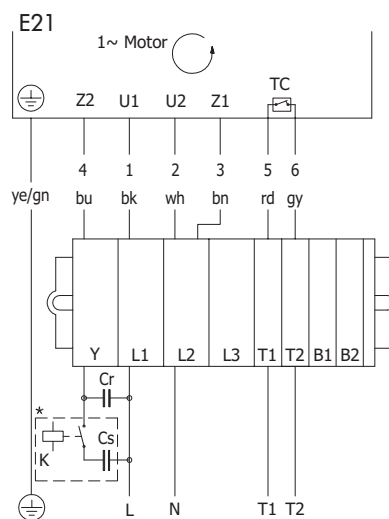 E21
1~ Motor
TC
Z2 U1 U2 Z1
4 1 2 3 5 6
ye/gn bu bk wh bn rd gy
Y L1 L2 L3 T1 T2 B1 B2
Cr
*
K
Cs
L N T1 T2